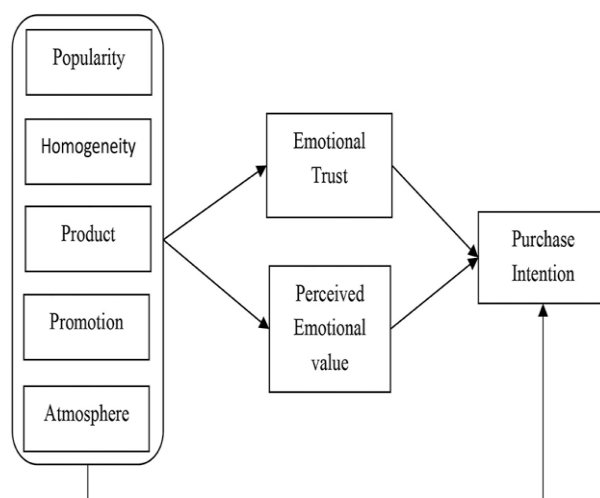 Popularity
Homogeneity
Product
Promotion
Atmosphere
Emotional
Trust
Perceived
Emotional
value
Purchase
Intention